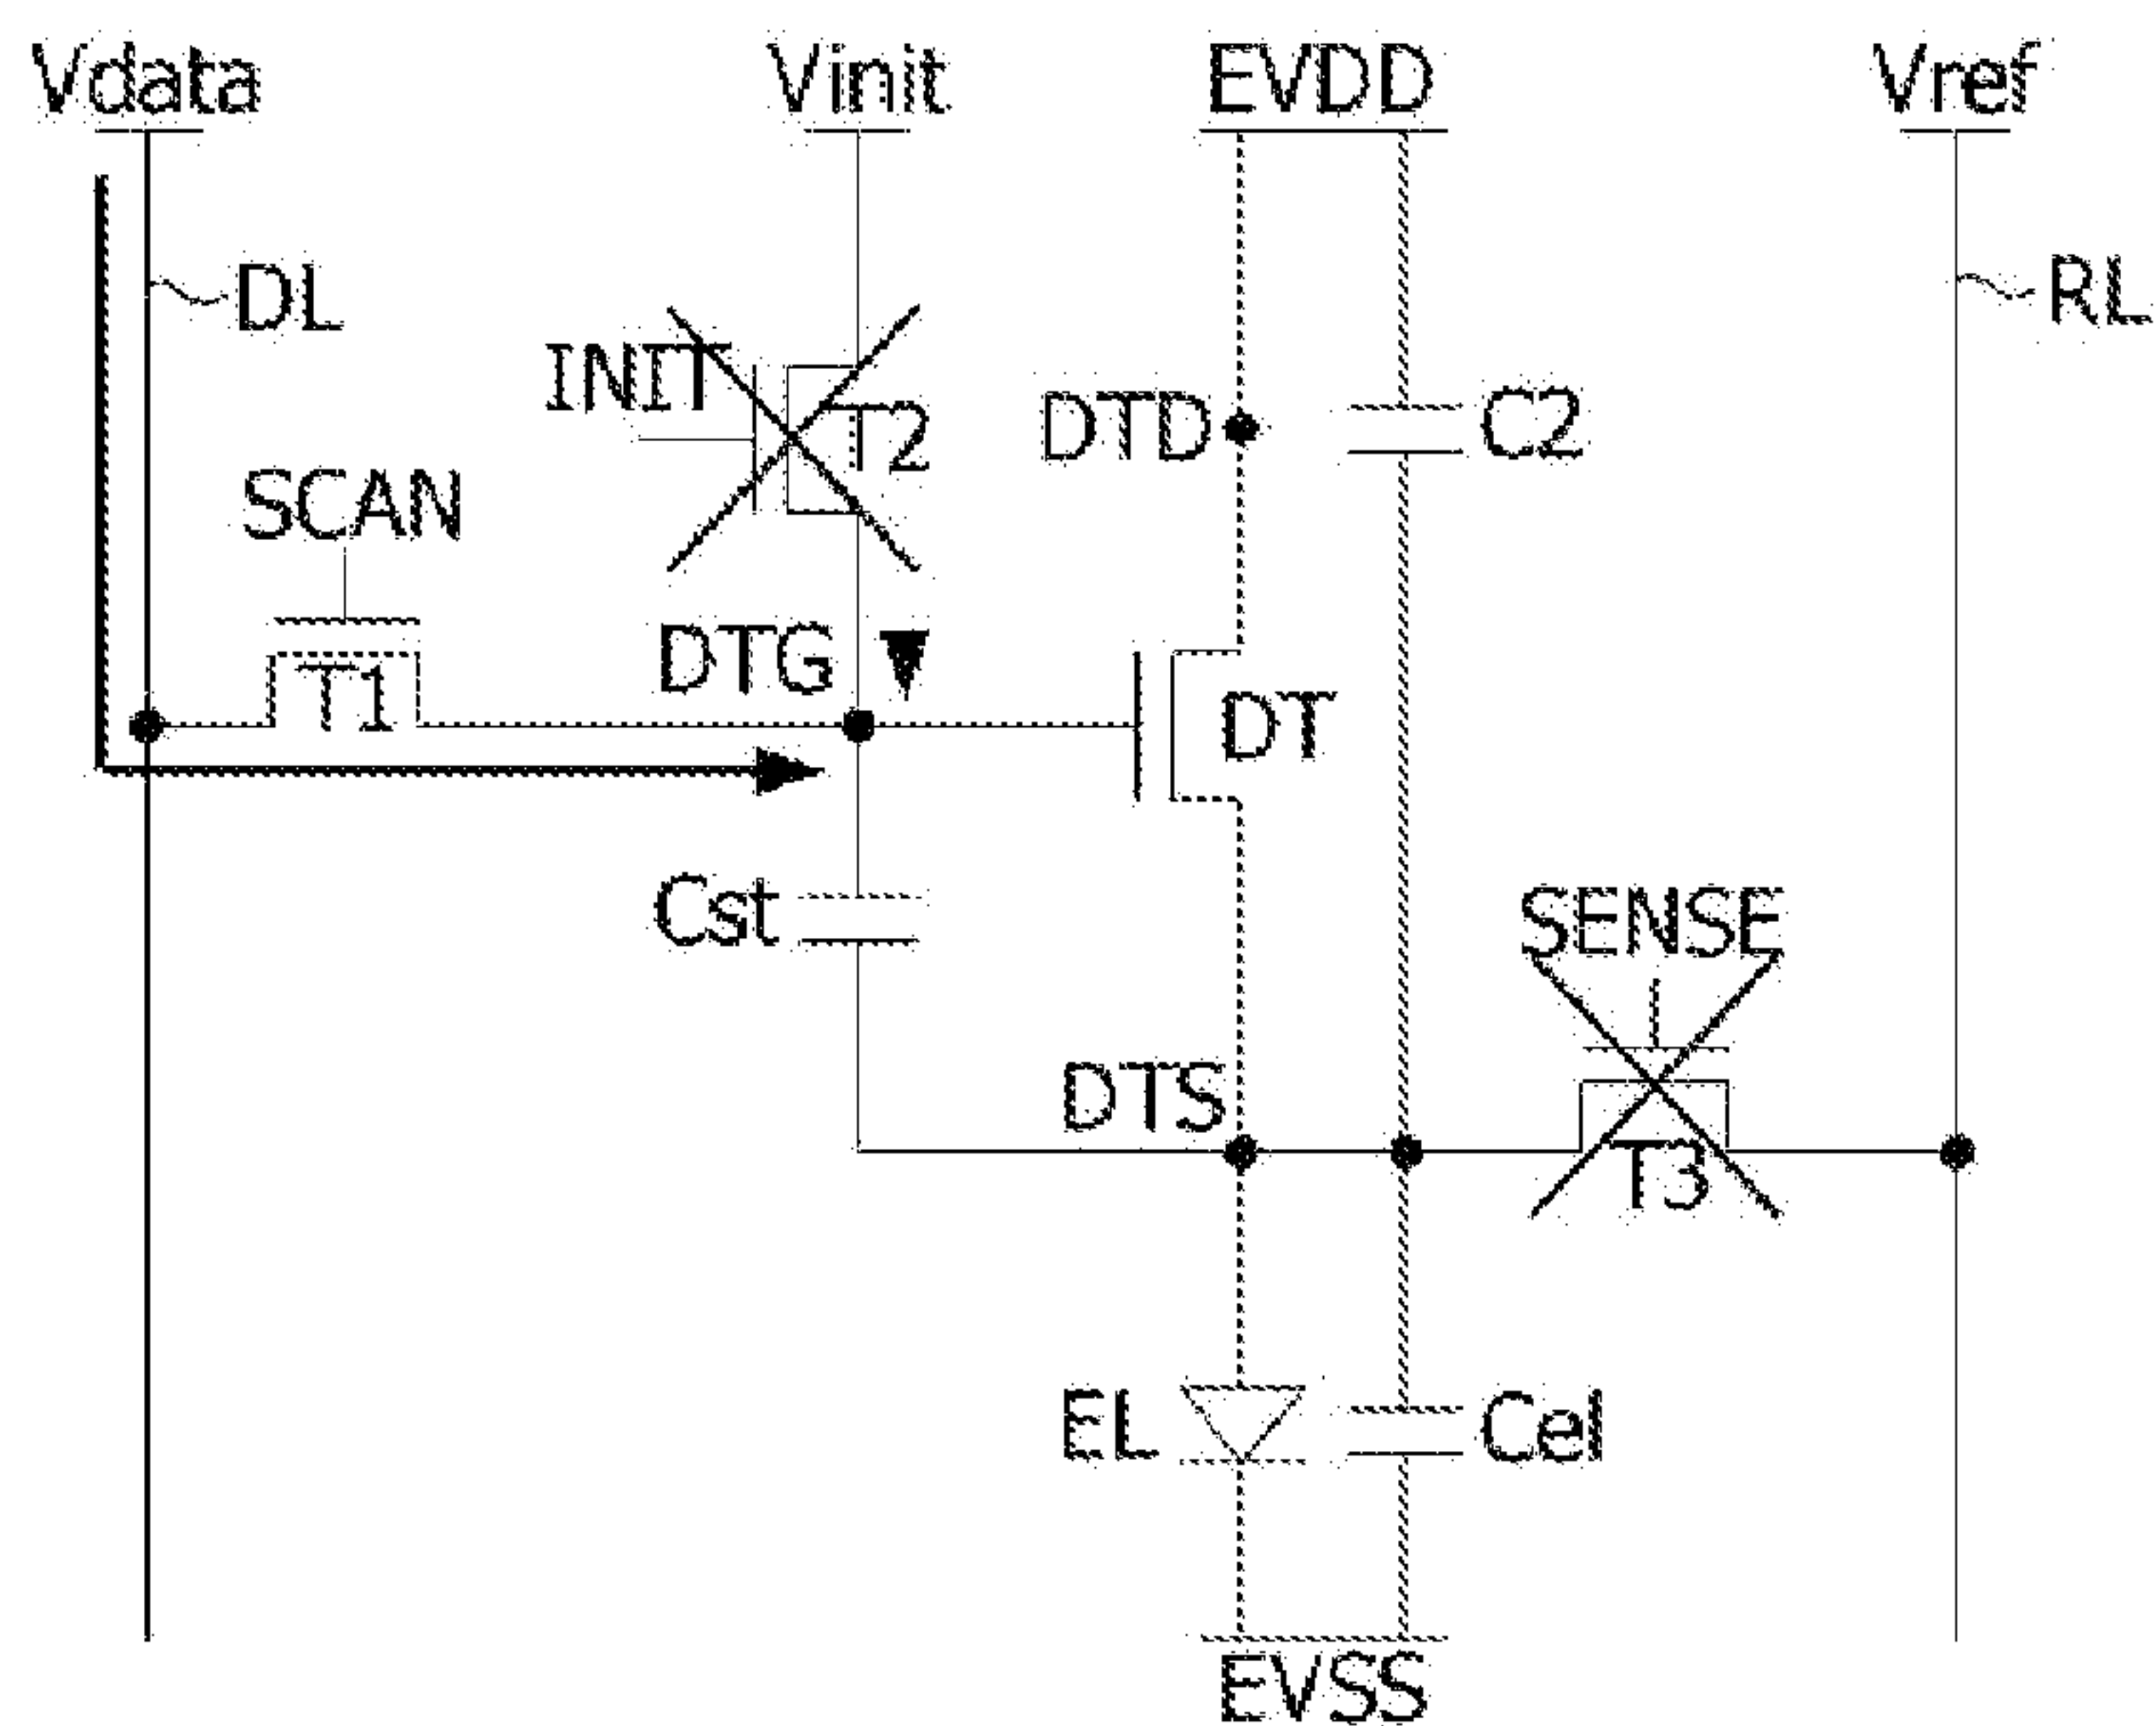 Vdata Vinit EVDD Vref
DL
RL
INIT
T2
DTD
C2
SCAN
DTG
T1
DT
Cst
SENSE
DTS
T3
EL
Cel
EVSS